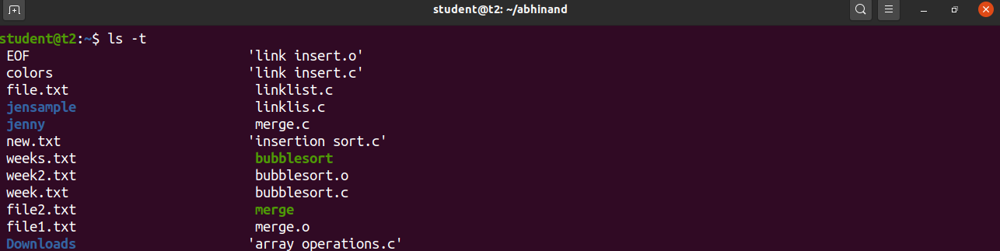 student@t2: ~/abhinand
student@t2:~$ ls -t
EOF 'link insert.o'
colors 'link insert.c'
file.txt linklist.c
jensample linklis.c
jenny merge.c
new.txt 'insertion sort.c'
weeks.txt bubblesort
week2.txt bubblesort.o
week.txt bubblesort.c
file2.txt merge
file1.txt merge.o
Downloads 'array operations.c'